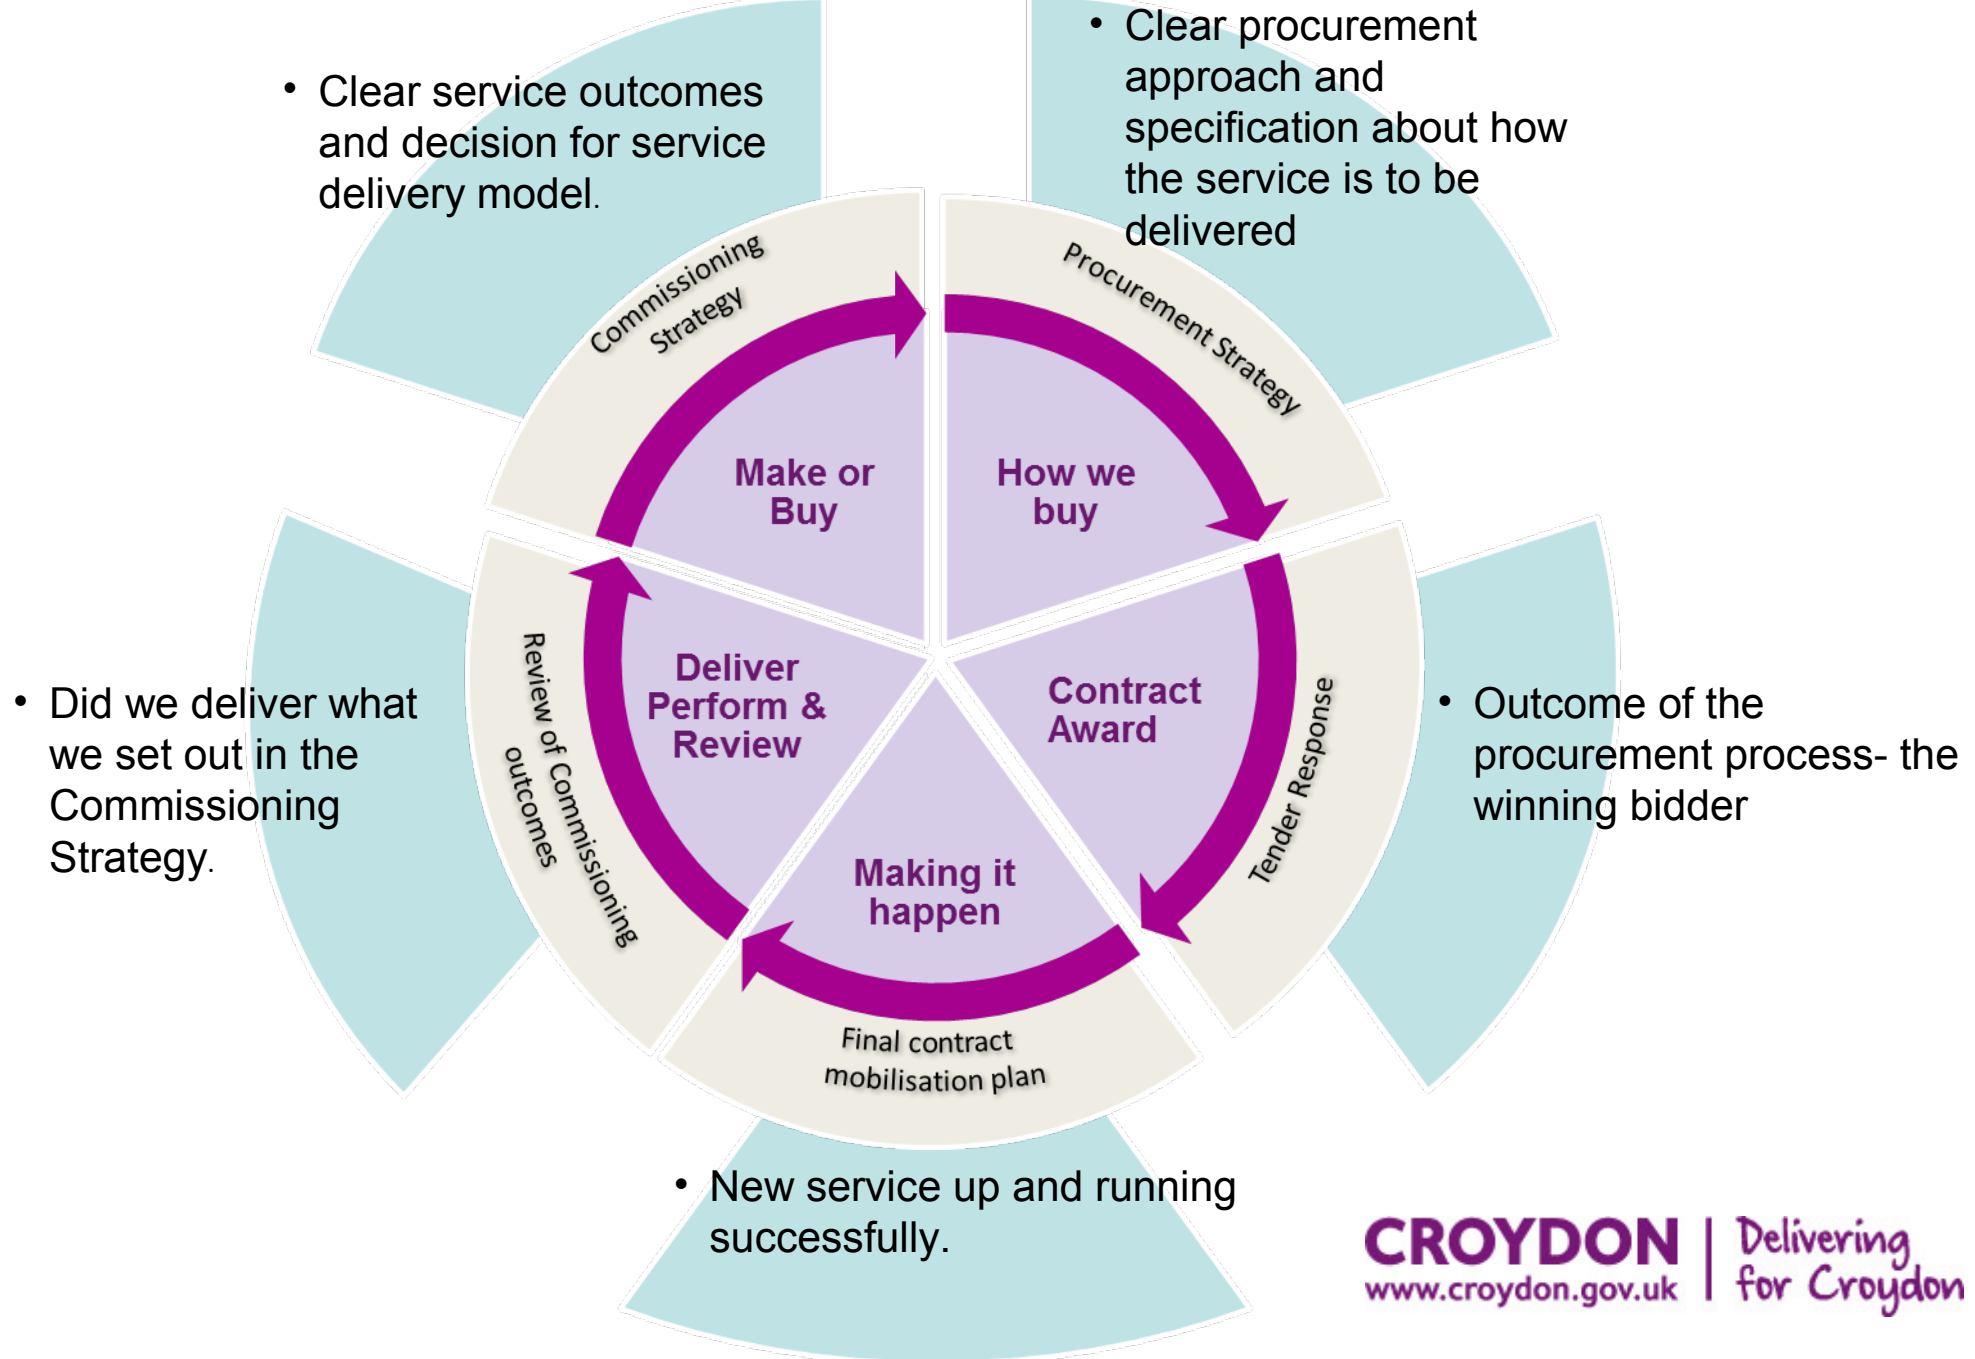 • Clear service outcomes
and decision for service
delivery model.
• Clear procurement
approach and
specification about how
the service is to be
delivered
Commissioning
Strategy
Procurement Strategy
Make or
Buy
How we
buy
Deliver
Perform &
Review
Contract
Award
Making it
happen
Review of Commissioning
outcomes
Tender Response
Final contract
mobilisation plan
• Did we deliver what
we set out in the
Commissioning
Strategy.
• Outcome of the
procurement process- the
winning bidder
• New service up and running
successfully.
CROYDON
www.croydon.gov.uk
Delivering
for Croydon